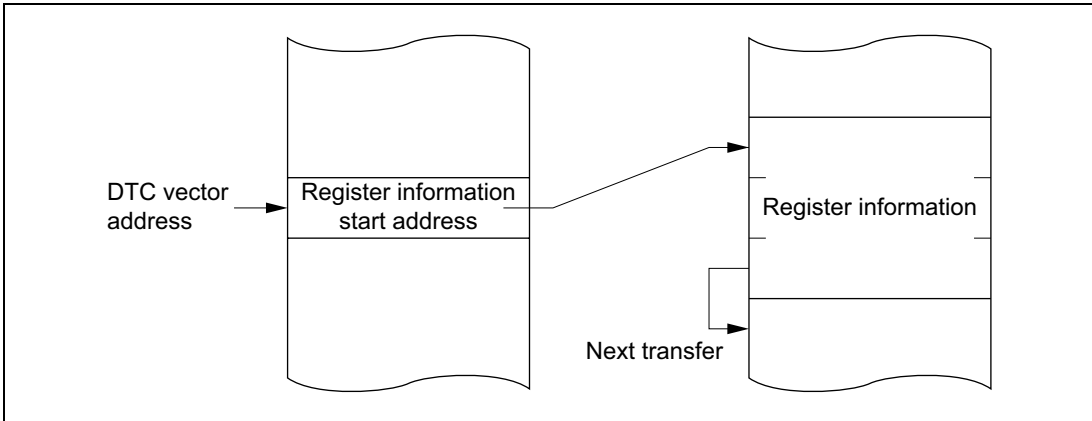 DTC vector
address
Register information
start address
Register information
Next transfer